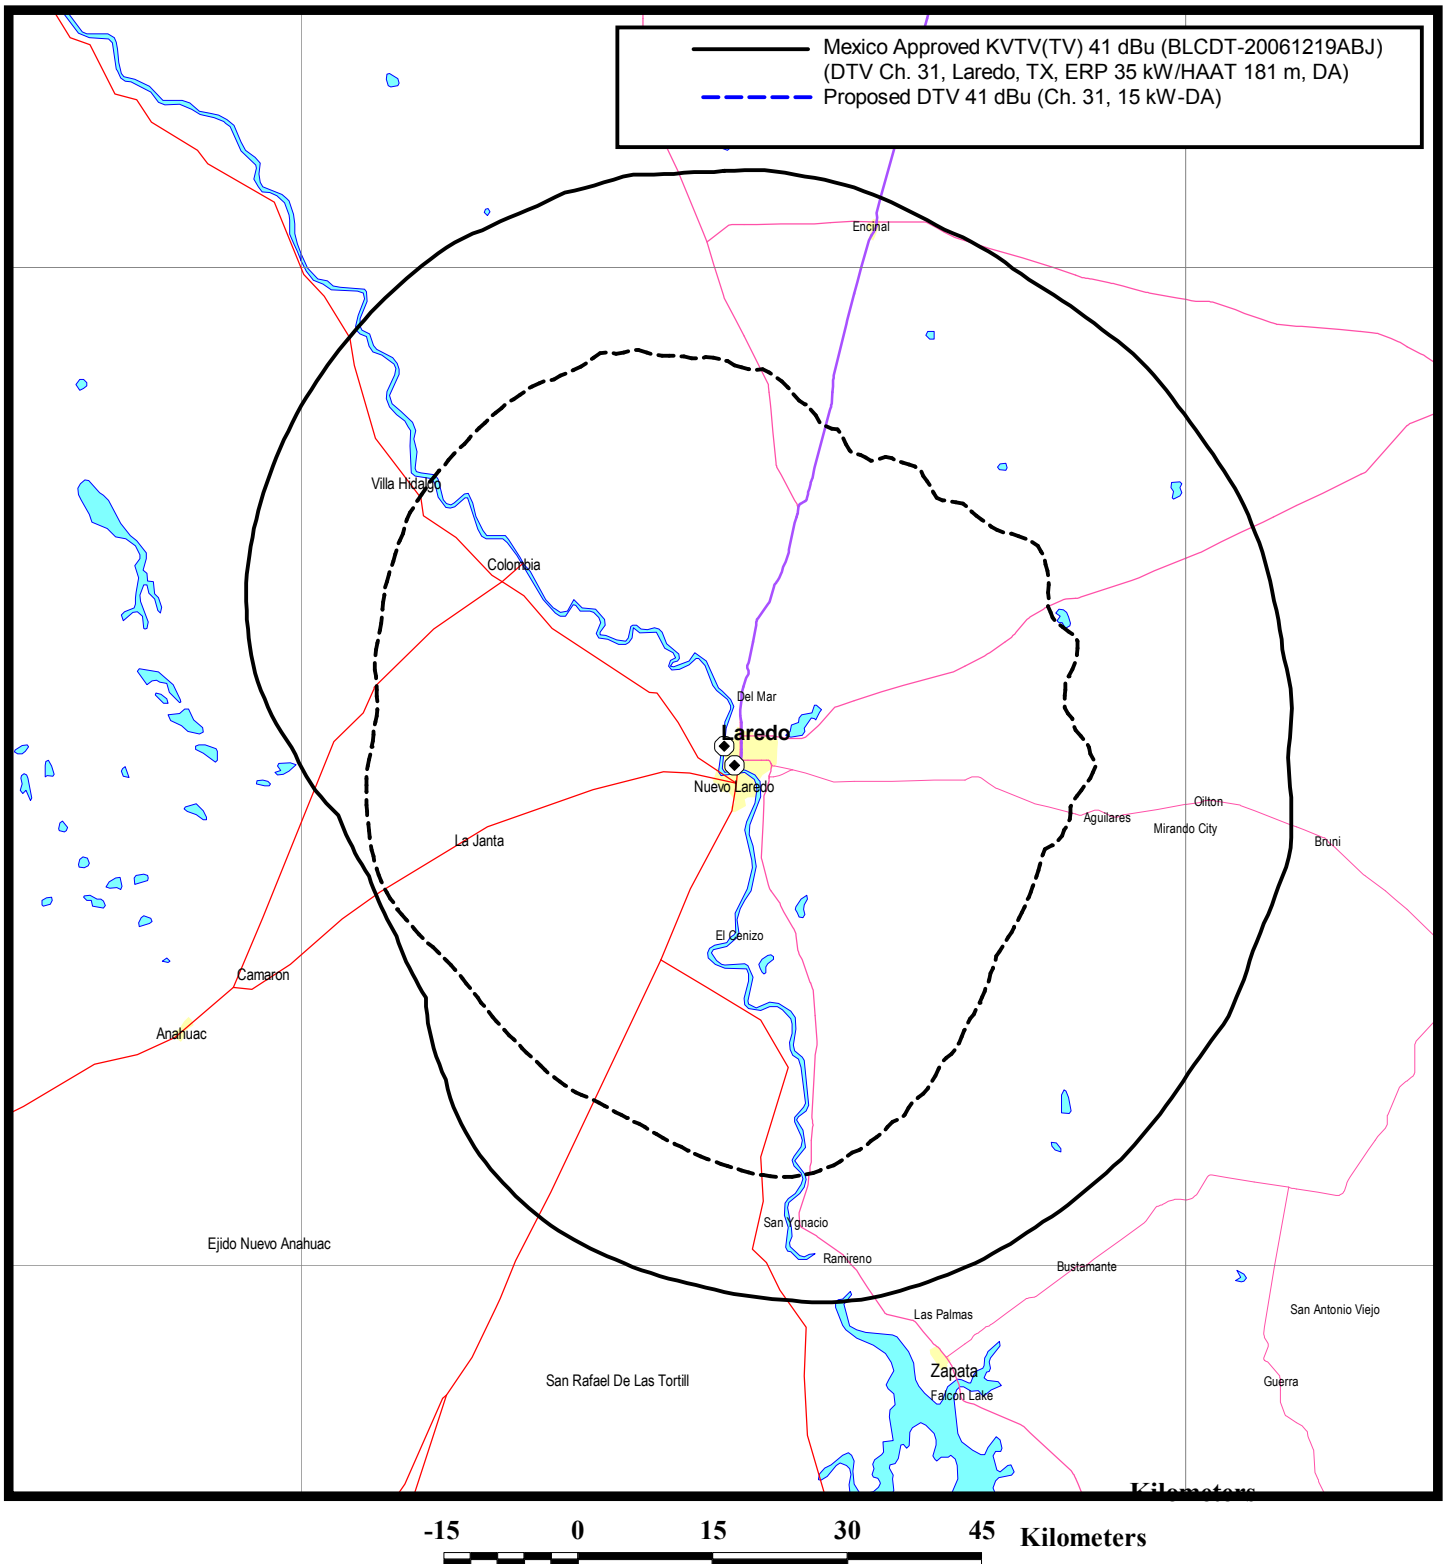 Mexico Approved KVTV(TV) 41 dBu (BLCDT-20061219ABJ)
(DTV Ch. 31, Laredo, TX, ERP 35 kW/HAAT 181 m, DA)
Proposed DTV 41 dBu (Ch. 31, 15 kW-DA)
Encinal
Villa Hidalgo
Colombia
Del Mar
Laredo
Nuevo Laredo
Oilton
Aguilares
Mirando City
La Janta
Bruni
El Cenizo
Camaron
Anahuac
San Ygnacio
Ejido Nuevo Anahuac
Ramireno
Bustamante
San Antonio Viejo
Las Palmas
Zapata
San Rafael De Las Tortill
Guerra
Falcon Lake
Kilometers
-15 0 15 30 45 Kilometers